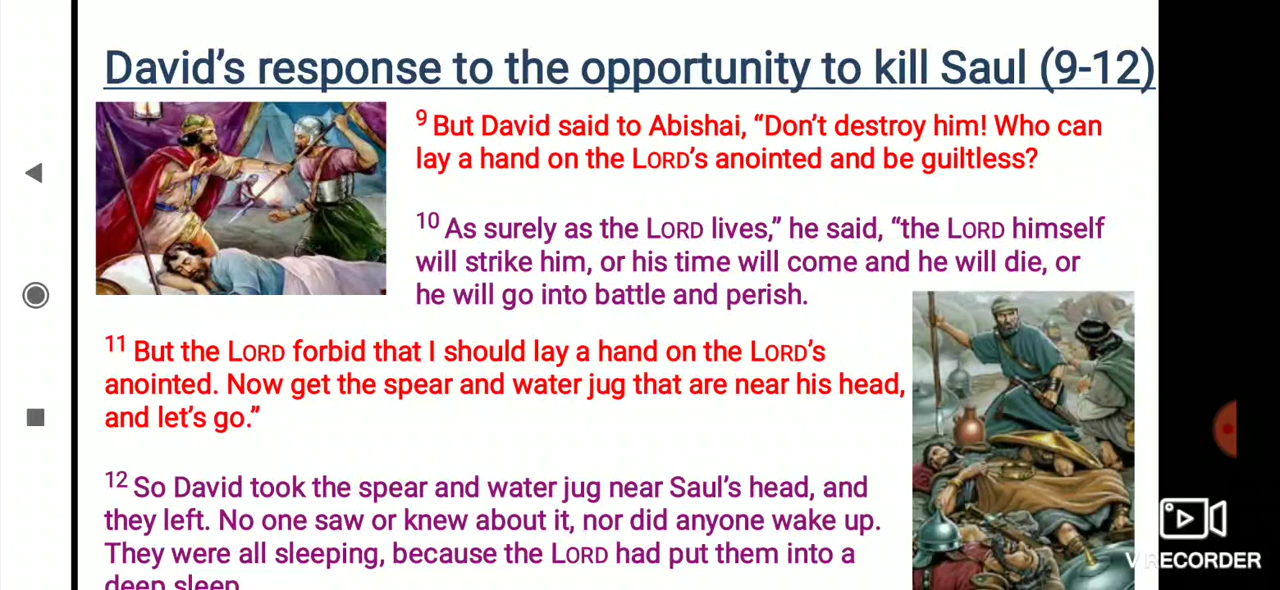 David’s response to the opportunity to kill Saul (9-12)
9 But David said to Abishai, “Don’t destroy him! Who can
lay a hand on the LORD’s anointed and be guiltless?
10 As surely as the LORD lives,” he said, “the LORD himself
will strike him, or his time will come and he will die, or
he will go into battle and perish.
11 But the LORD forbid that I should lay a hand on the LORD’s
anointed. Now get the spear and water jug that are near his head,
and let’s go.”
12 So David took the spear and water jug near Saul’s head, and
they left. No one saw or knew about it, nor did anyone wake up.
They were all sleeping, because the LORD had put them into a
deep sleep
V RECORDER